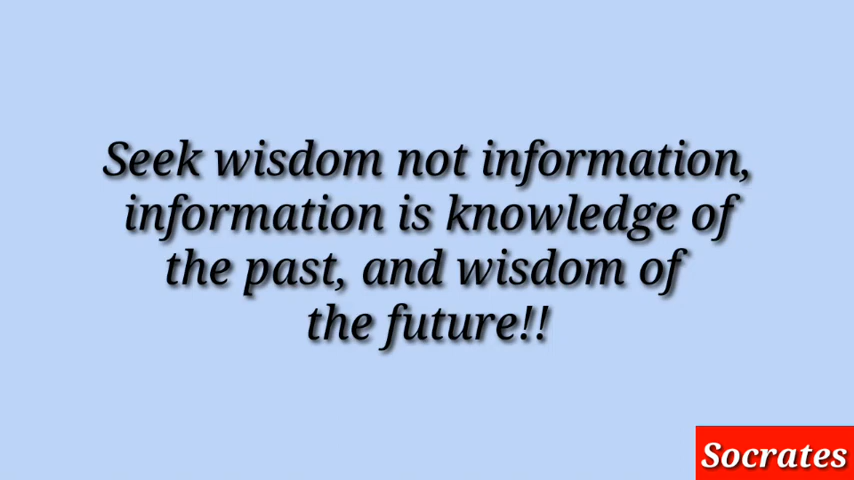 Seek wisdom not information,
information is knowledge of
the past, and wisdom of
the future!!
Socrates